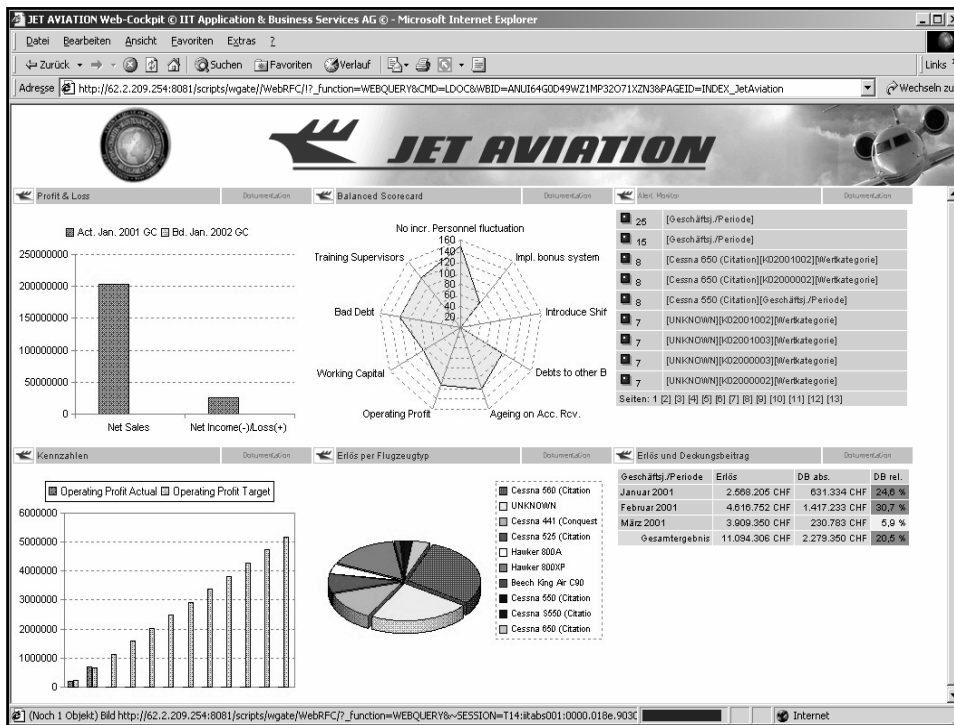 JET AVIATION Web-Cockpit © IIT Application & Business Services AG © - Microsoft Internet Explorer
Datei Bearbeiten Ansicht Favoriten Extras ?
Zurück Suchen Favoriten Verlauf Links
Adresse http://62.2.209.254:8081/scripts/wgate//WebRFC/!?_function=WEBQUERY&CMD=LDOC&WBID=ANUI64G0D49WZ1MP32O71XZN3&PAGEID=INDEX_JetAviation Wechseln zu
JET AVIATION
Profit & Loss Dokumentation Balanced Scorecard Dokumentation Alert Monitor Dokumentation
Act. Jan. 2001 GC Bd. Jan. 2002 GC
250000000
200000000
150000000
100000000
50000000
0
Net Sales Net Income(-)/Loss(+)
No incr. Personnel fluctuation
160
140
120
100
80
60
40
20
Training Supervisors Impl. bonus system
Bad Debt Introduce Shif
Working Capital Debts to other B
Operating Profit Ageing on Acc. Rcv.
25 [Geschäftsj./Periode]
15 [Geschäftsj./Periode]
8 [Cessna 650 (Citation][K02001002][Wertkategorie]
8 [Cessna 650 (Citation][K02000002][Wertkategorie]
8 [Cessna 550 (Citation][Geschäftsj./Periode]
7 [UNKNOWN][K02001002][Wertkategorie]
7 [UNKNOWN][K02001003][Wertkategorie]
7 [UNKNOWN][K02000003][Wertkategorie]
7 [UNKNOWN][K02000002][Wertkategorie]
Seiten: 1 [2] [3] [4] [5] [6] [7] [8] [9] [10] [11] [12] [13]
Kennzahlen Dokumentation Erlös per Flugzeugtyp Dokumentation Erlös und Deckungsbeitrag Dokumentation
Operating Profit Actual Operating Profit Target
6000000
5000000
4000000
3000000
2000000
1000000
0
Cessna 560 (Citation
UNKNOWN
Cessna 441 (Conquest
Cessna 525 (Citation
Hawker 800A
Hawker 800XP
Beech King Air C90
Cessna 550 (Citation
Cessna S550 (Citatio
Cessna 650 (Citation
Geschäftsj./Periode Erlös DB abs. DB rel.
Januar 2001 2.568.205 CHF 631.334 CHF 24,6 %
Februar 2001 4.616.752 CHF 1.417.233 CHF 30,7 %
März 2001 3.909.350 CHF 230.783 CHF 5,9 %
Gesamtergebnis 11.094.306 CHF 2.279.350 CHF 20,5 %
(Noch 1 Objekt) Bild http://62.2.209.254:8081/scripts/wgate/WebRFC/?_function=WEBQUERY&~SESSION=T14:iitabs001:0000.018e.903 Internet